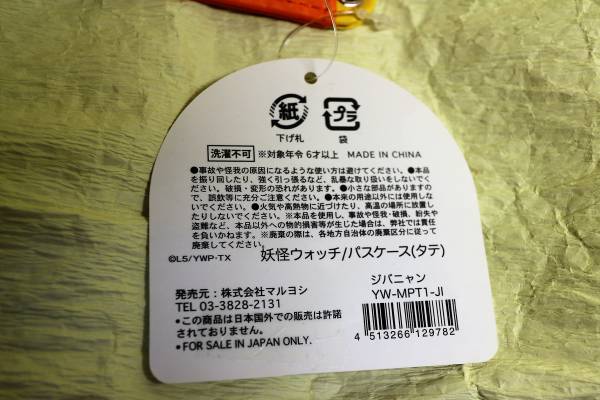 紙
プラ
下げ札
袋
洗濯不可 ※対象年令 6才以上 MADE IN CHINA
●事故や怪我の原因になるような使い方は避けてください。●本品
を振り回したり、強く引っ張るなど、乱暴な取り扱いをしないでく
ださい。破損・変形の恐れがあります。●小さな部品がありますの
で、誤飲等に充分ご注意ください。●本来の用途以外には使用しな
いでください。●火気や高熱物に近づけたり、高温の場所に放置し
たりしないでください。※本品を使用し、事故や怪我・破損、紛失や
盗難など、本品以外への物的損害等が生じた場合は、弊社では責任
を負いかねます。※廃棄の際は、各地方自治体の廃棄区分に従って
廃棄してください。
©L5/YWP・TX
妖怪ウォッチ/パスケース(タテ)
ジバニャン
YW-MPT1-JI
発売元：株式会社マルヨシ
TEL 03-3828-2131
●この商品は日本国外での販売は許諾
されておりません。
●FOR SALE IN JAPAN ONLY.
4 513266 129782